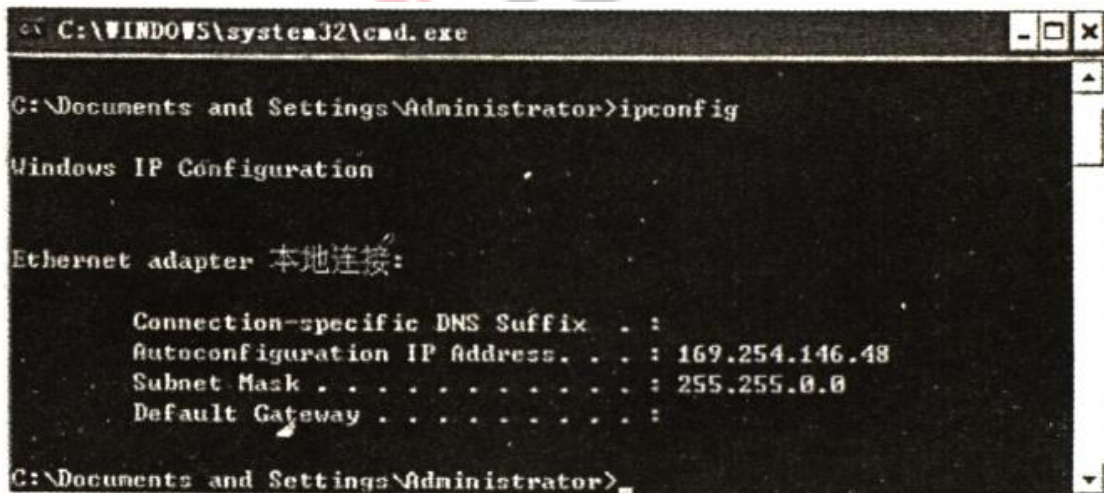 C:\WINDOWS\system32\cmd.exe
C:\Documents and Settings\Administrator>ipconfig
Windows IP Configuration
Ethernet adapter 本地连接:
Connection-specific DNS Suffix . :
Autoconfiguration IP Address. . . : 169.254.146.48
Subnet Mask . . . . . . . . . . . : 255.255.0.0
Default Gateway . . . . . . . . . :
C:\Documents and Settings\Administrator>_